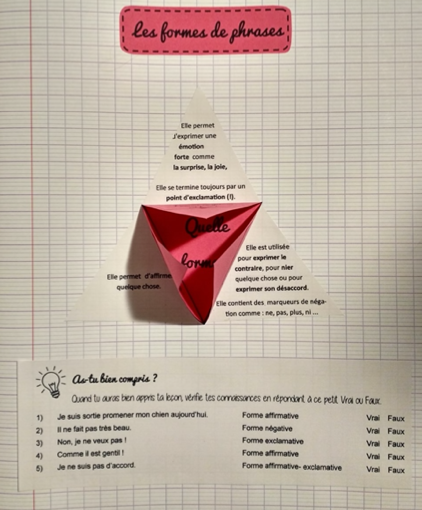 Les formes de phrases
Elle permet
d'exprimer une
émotion
forte comme
la surprise, la joie,
Elle se termine toujours par un
point d'exclamation (!).
Quelle
forme
Elle permet d'affirme
quelque chose.
Elle est utilisée
pour exprimer le
contraire, pour nier
quelque chose ou pour
exprimer son désaccord.
Elle contient des marqueurs de néga-
tion comme : ne, pas, plus, ni ...
As-tu bien compris ?
Quand tu auras bien appris ta leçon, vérifie tes connaissances en répondant à ce petit Vrai ou Faux.
1) Je suis sortie promener mon chien aujourd'hui. Forme affirmative Vrai Faux
2) Il ne fait pas très beau. Forme négative Vrai Faux
3) Non, je ne veux pas ! Forme exclamative Vrai Faux
4) Comme il est gentil ! Forme affirmative Vrai Faux
5) Je ne suis pas d'accord. Forme affirmative- exclamative Vrai Faux